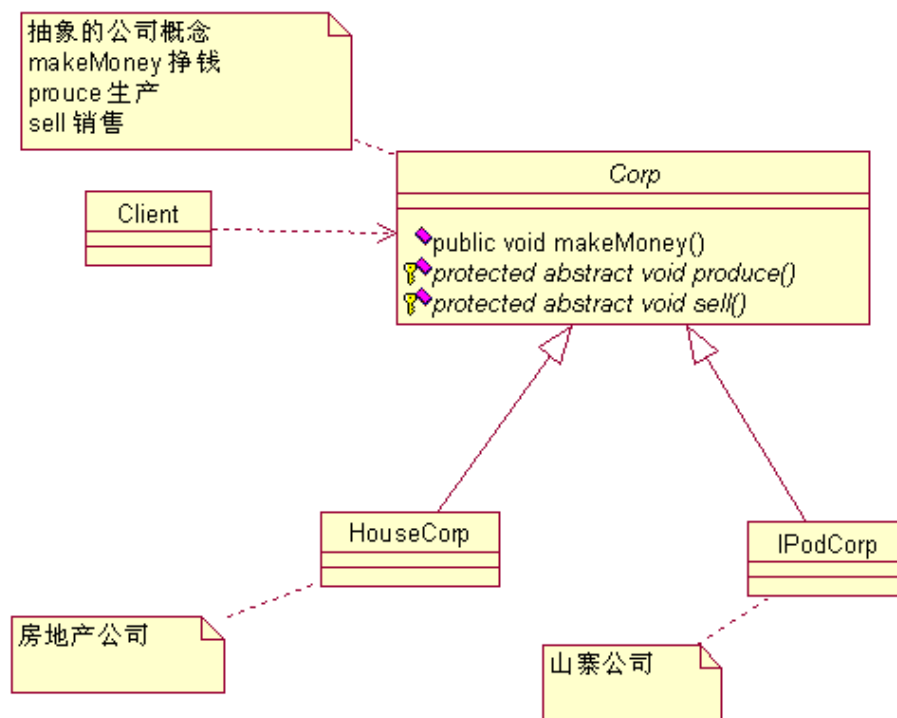 抽象的公司概念
makeMoney 挣钱
prouce 生产
sell 销售
Corp
Client
public void makeMoney()
protected abstract void produce()
protected abstract void sell()
HouseCorp
IPodCorp
房地产公司
山寨公司